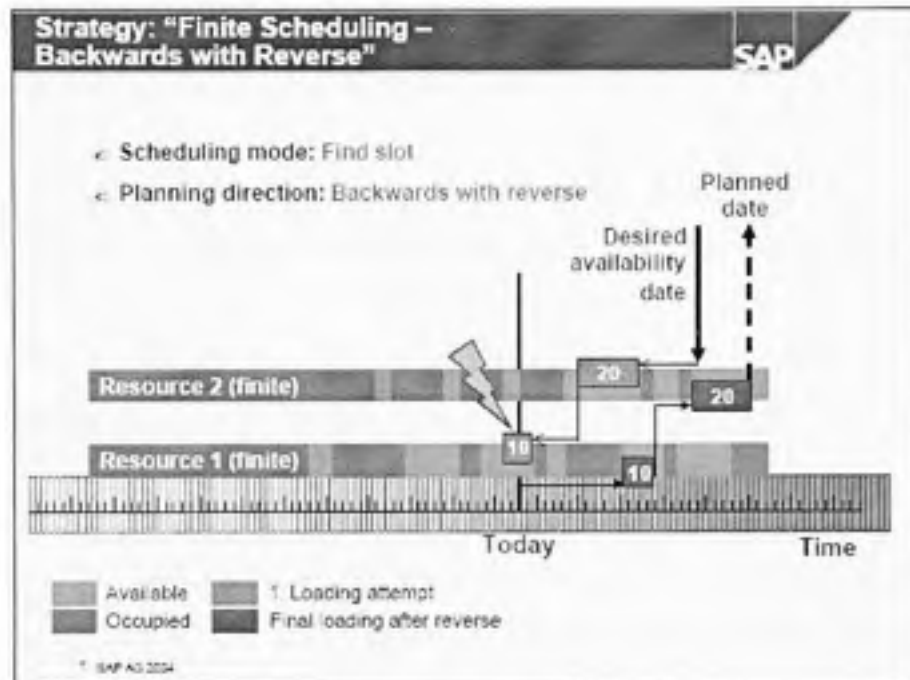 Strategy: "Finite Scheduling –
Backwards with Reverse"
SAP
Scheduling mode: Find slot
Planning direction: Backwards with reverse
Planned
date
Desired
availability
date
20
Resource 2 (finite)
20
10
Resource 1 (finite)
10
Today
Time
Available
1. Loading attempt
Occupied
Final loading after reverse
SAP AG 2004